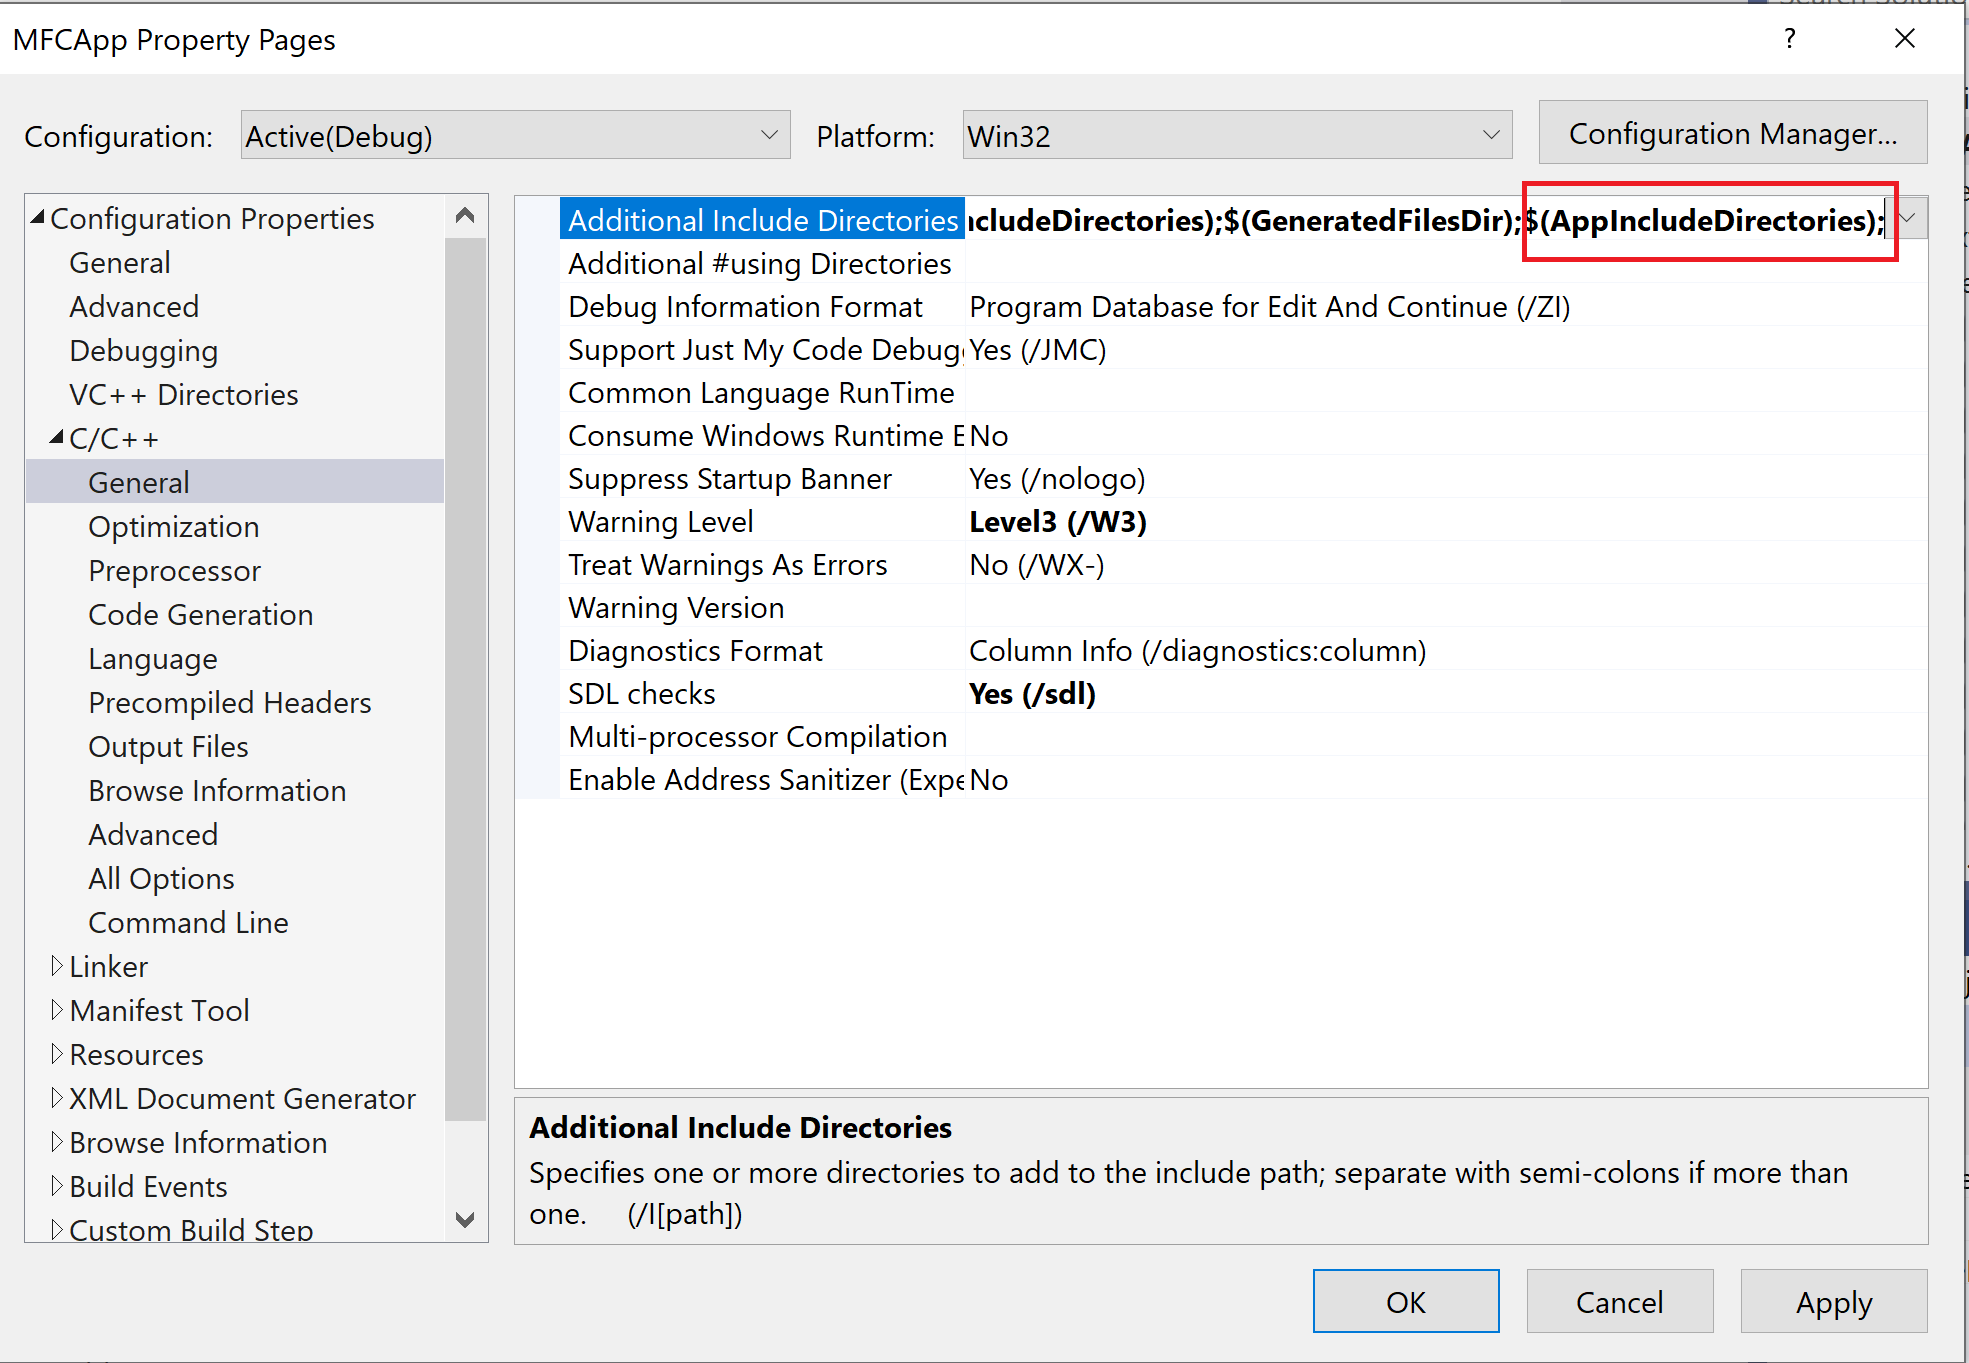 MFCApp Property Pages
?
Configuration: Active(Debug) Platform: Win32 Configuration Manager...
Configuration Properties
General
Advanced
Debugging
VC++ Directories
C/C++
General
Optimization
Preprocessor
Code Generation
Language
Precompiled Headers
Output Files
Browse Information
Advanced
All Options
Command Line
Linker
Manifest Tool
Resources
XML Document Generator
Browse Information
Build Events
Custom Build Step
Additional Include Directories ncludeDirectories);$(GeneratedFilesDir);$(AppIncludeDirectories);
Additional #using Directories
Debug Information Format Program Database for Edit And Continue (/ZI)
Support Just My Code Debugg Yes (/JMC)
Common Language RunTime
Consume Windows Runtime E No
Suppress Startup Banner Yes (/nologo)
Warning Level Level3 (/W3)
Treat Warnings As Errors No (/WX-)
Warning Version
Diagnostics Format Column Info (/diagnostics:column)
SDL checks Yes (/sdl)
Multi-processor Compilation
Enable Address Sanitizer (Expe No
Additional Include Directories
Specifies one or more directories to add to the include path; separate with semi-colons if more than
one. (/I[path])
OK Cancel Apply